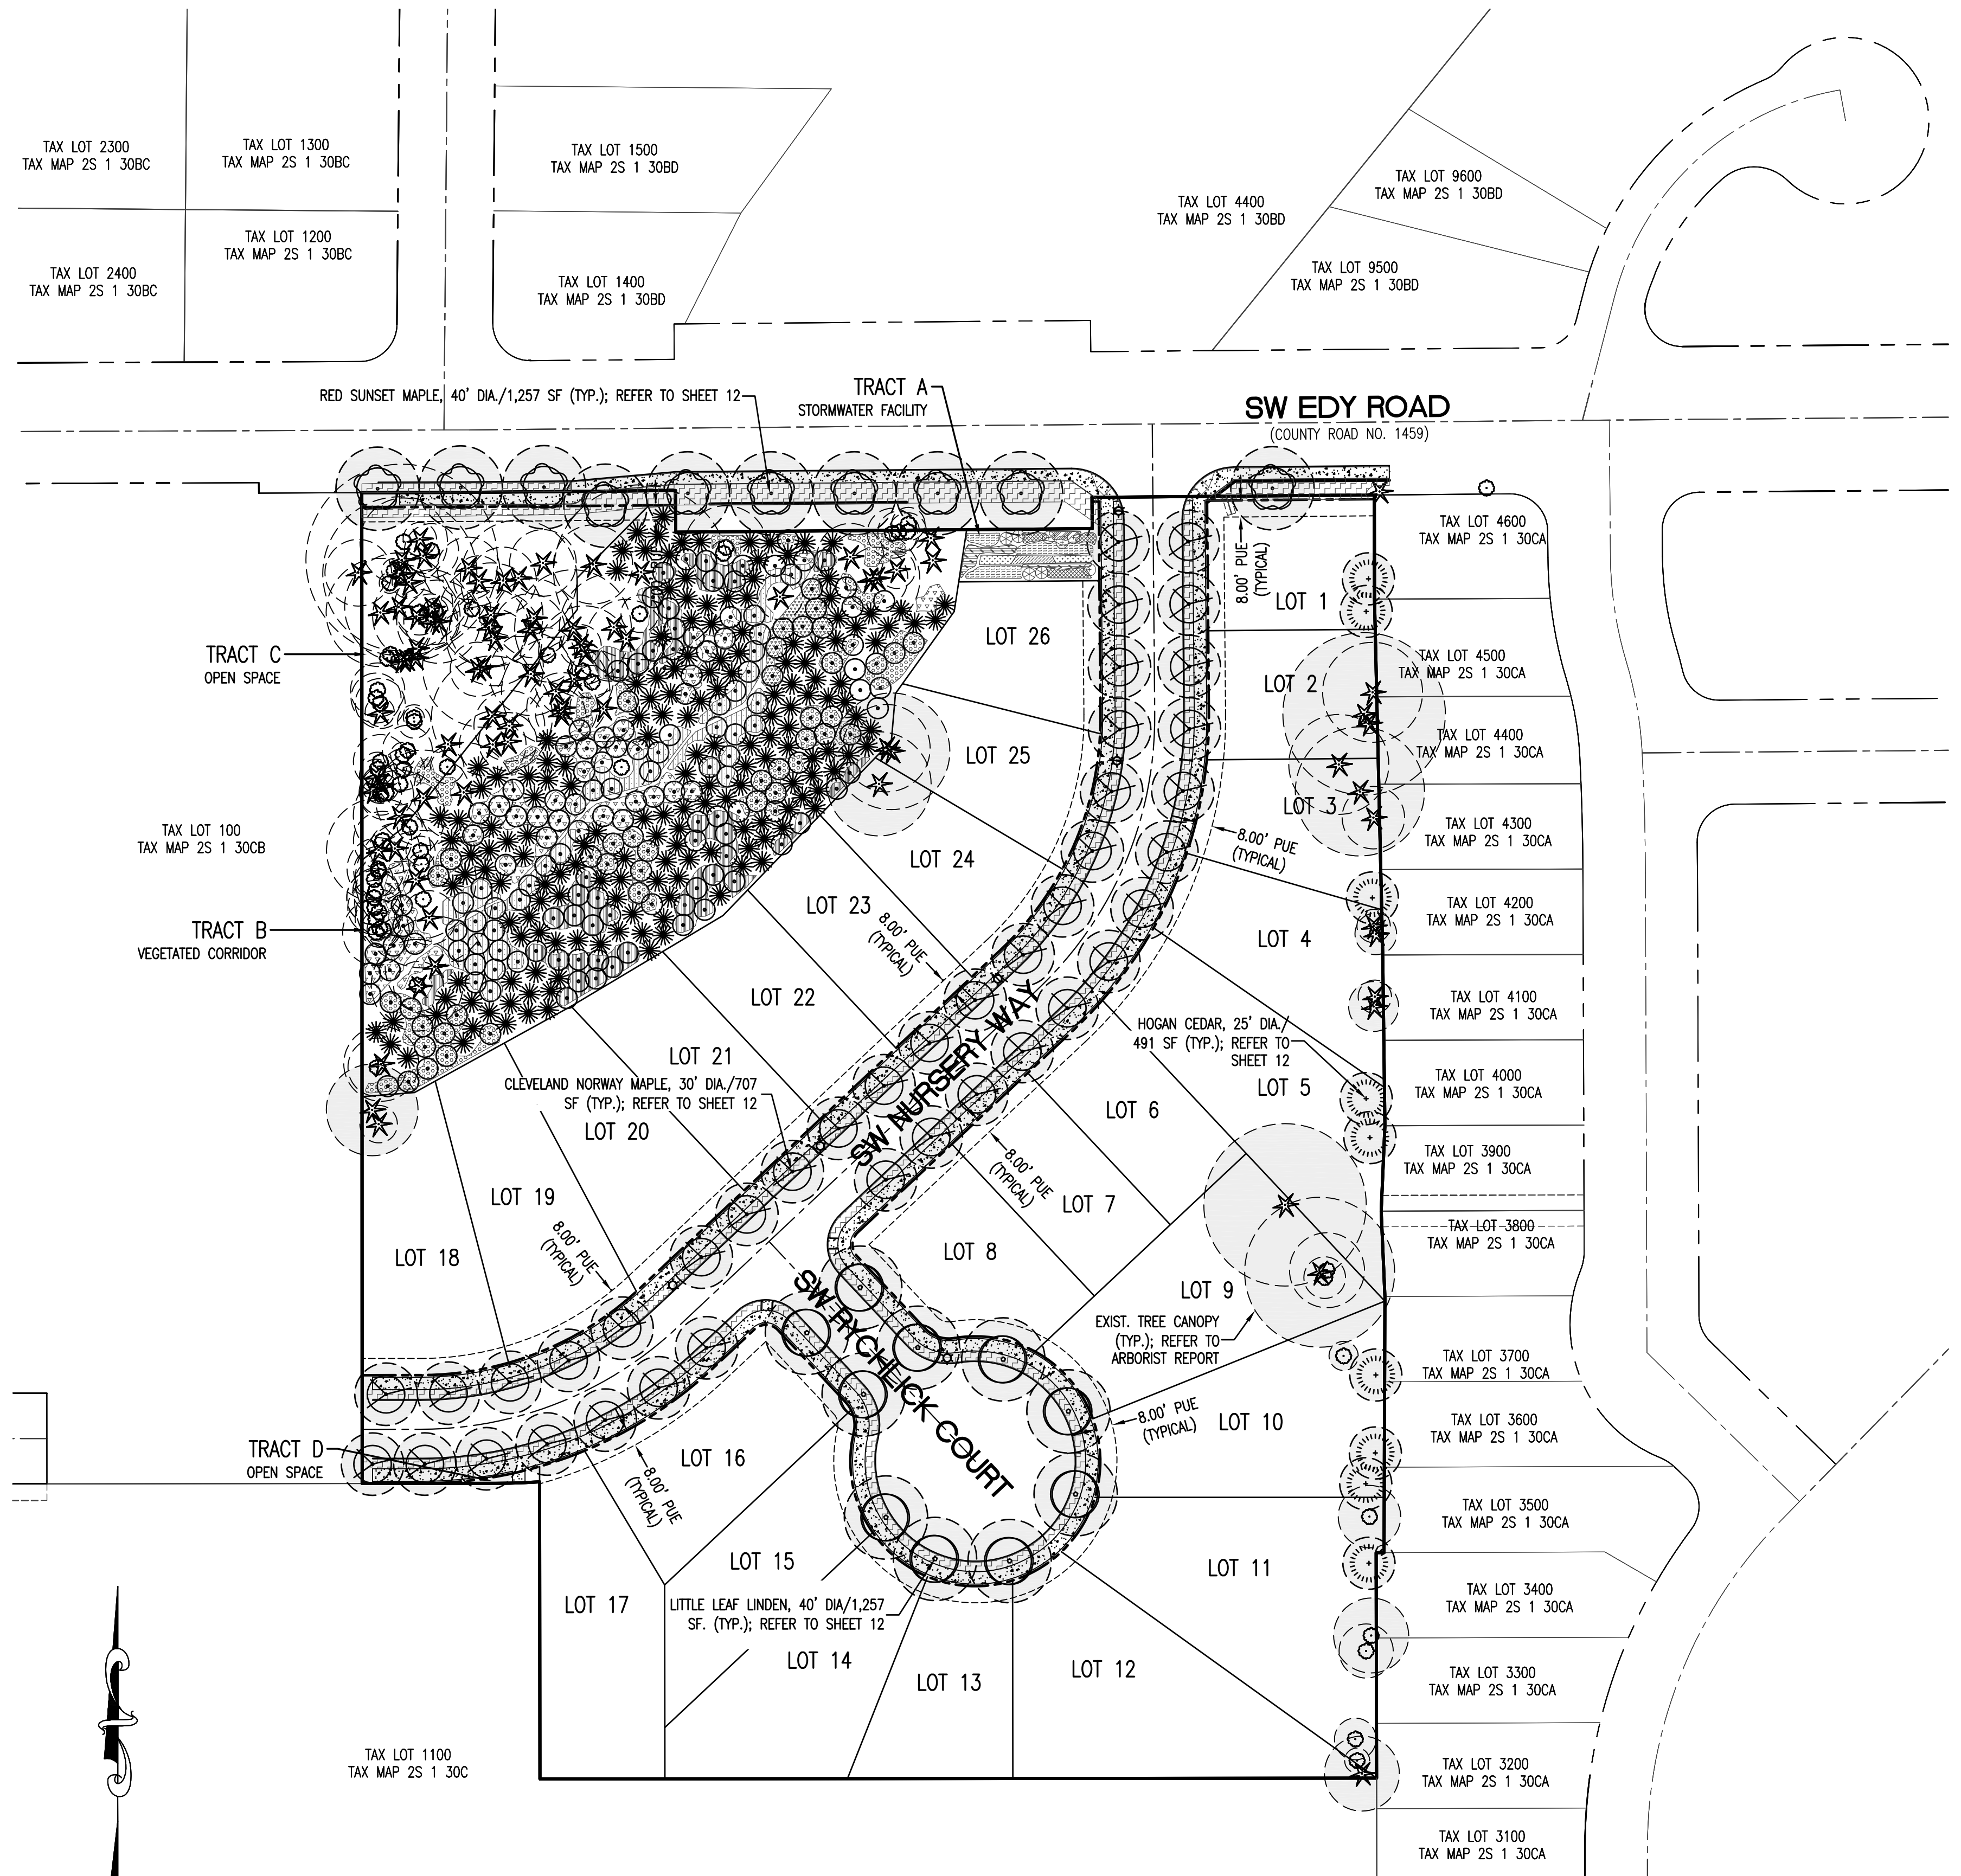 TAX LOT 2300
TAX MAP 2S 1 30BC
TAX LOT 1300
TAX MAP 2S 1 30BC
TAX LOT 1500
TAX MAP 2S 1 30BD
TAX LOT 4400
TAX MAP 2S 1 30BD
TAX LOT 9600
TAX MAP 2S 1 30BD
TAX LOT 2400
TAX MAP 2S 1 30BC
TAX LOT 1200
TAX MAP 2S 1 30BC
TAX LOT 1400
TAX MAP 2S 1 30BD
TAX LOT 9500
TAX MAP 2S 1 30BD
RED SUNSET MAPLE, 40' DIA./1,257 SF (TYP.); REFER TO SHEET 12
TRACT A
STORMWATER FACILITY
SW EDY ROAD
(COUNTY ROAD NO. 1459)
TAX LOT 4600
TAX MAP 2S 1 30CA
8.00' PUE
(TYPICAL)
LOT 1
LOT 26
TRACT C
OPEN SPACE
LOT 2
TAX LOT 4500
TAX MAP 2S 1 30CA
LOT 25
TAX LOT 4400
TAX MAP 2S 1 30CA
LOT 3
TAX LOT 100
TAX MAP 2S 1 30CB
8.00' PUE
(TYPICAL)
TAX LOT 4300
TAX MAP 2S 1 30CA
LOT 24
LOT 23
8.00' PUE
(TYPICAL)
TAX LOT 4200
TAX MAP 2S 1 30CA
TRACT B
VEGETATED CORRIDOR
LOT 4
LOT 22
TAX LOT 4100
TAX MAP 2S 1 30CA
SW NURSERY WAY
HOGAN CEDAR, 25' DIA./
491 SF (TYP.); REFER TO
SHEET 12
LOT 21
CLEVELAND NORWAY MAPLE, 30' DIA./707
SF (TYP.); REFER TO SHEET 12
LOT 5
TAX LOT 4000
TAX MAP 2S 1 30CA
LOT 6
LOT 20
TAX LOT 3900
TAX MAP 2S 1 30CA
8.00' PUE
(TYPICAL)
LOT 19
LOT 7
8.00' PUE
(TYPICAL)
LOT 18
LOT 8
TAX LOT 3800
TAX MAP 2S 1 30CA
LOT 9
SW RYCHLICK COURT
EXIST. TREE CANOPY
(TYP.); REFER TO
ARBORIST REPORT
TAX LOT 3700
TAX MAP 2S 1 30CA
8.00' PUE
(TYPICAL)
LOT 10
TAX LOT 3600
TAX MAP 2S 1 30CA
TRACT D
OPEN SPACE
LOT 16
8.00' PUE
(TYPICAL)
TAX LOT 3500
TAX MAP 2S 1 30CA
LOT 15
LOT 11
LOT 17
LITTLE LEAF LINDEN, 40' DIA/1,257
SF. (TYP.); REFER TO SHEET 12
TAX LOT 3400
TAX MAP 2S 1 30CA
LOT 14
LOT 13
LOT 12
TAX LOT 3300
TAX MAP 2S 1 30CA
TAX LOT 1100
TAX MAP 2S 1 30C
TAX LOT 3200
TAX MAP 2S 1 30CA
TAX LOT 3100
TAX MAP 2S 1 30CA